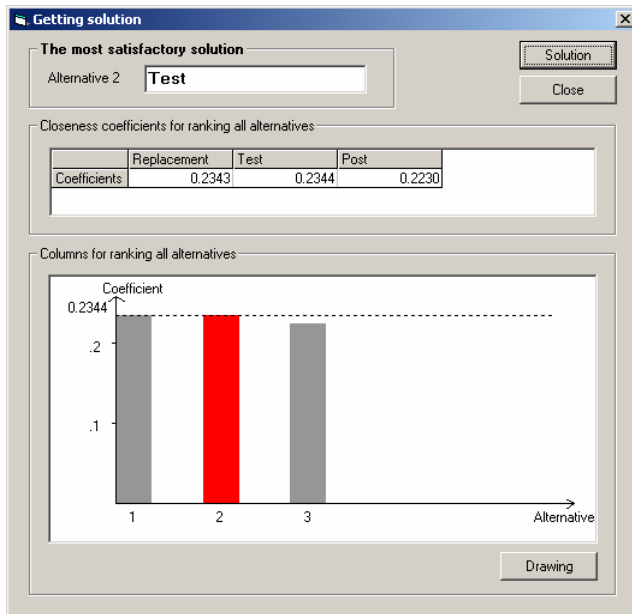 Getting solution
The most satisfactory solution
Alternative 2 Test
Solution
Close
Closeness coefficients for ranking all alternatives
Replacement Test Post
Coefficients 0.2343 0.2344 0.2230
Columns for ranking all alternatives
Coefficient
0.2344
.2
.1
1 2 3 Alternative
Drawing